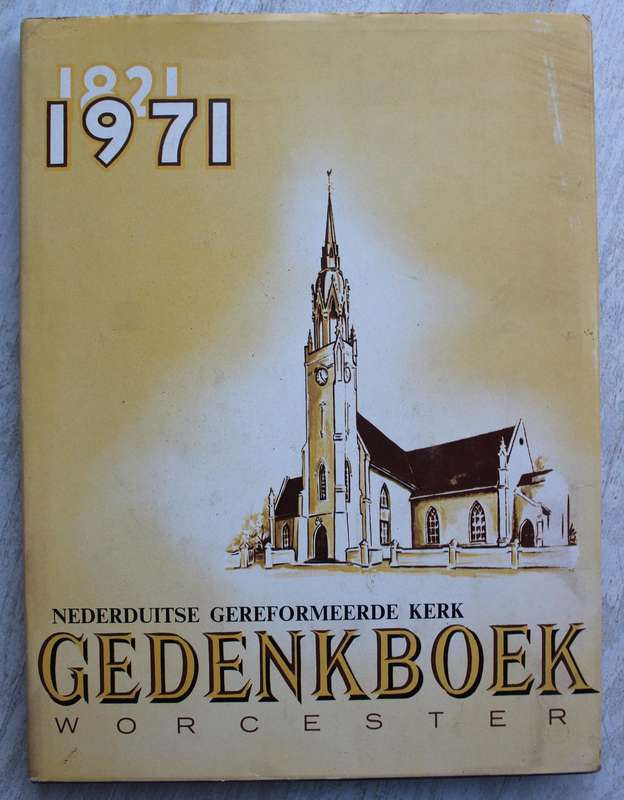 1821
1971
NEDERDUITSE GEREFORMEERDE KERK
GEDENKBOEK
WORCESTER